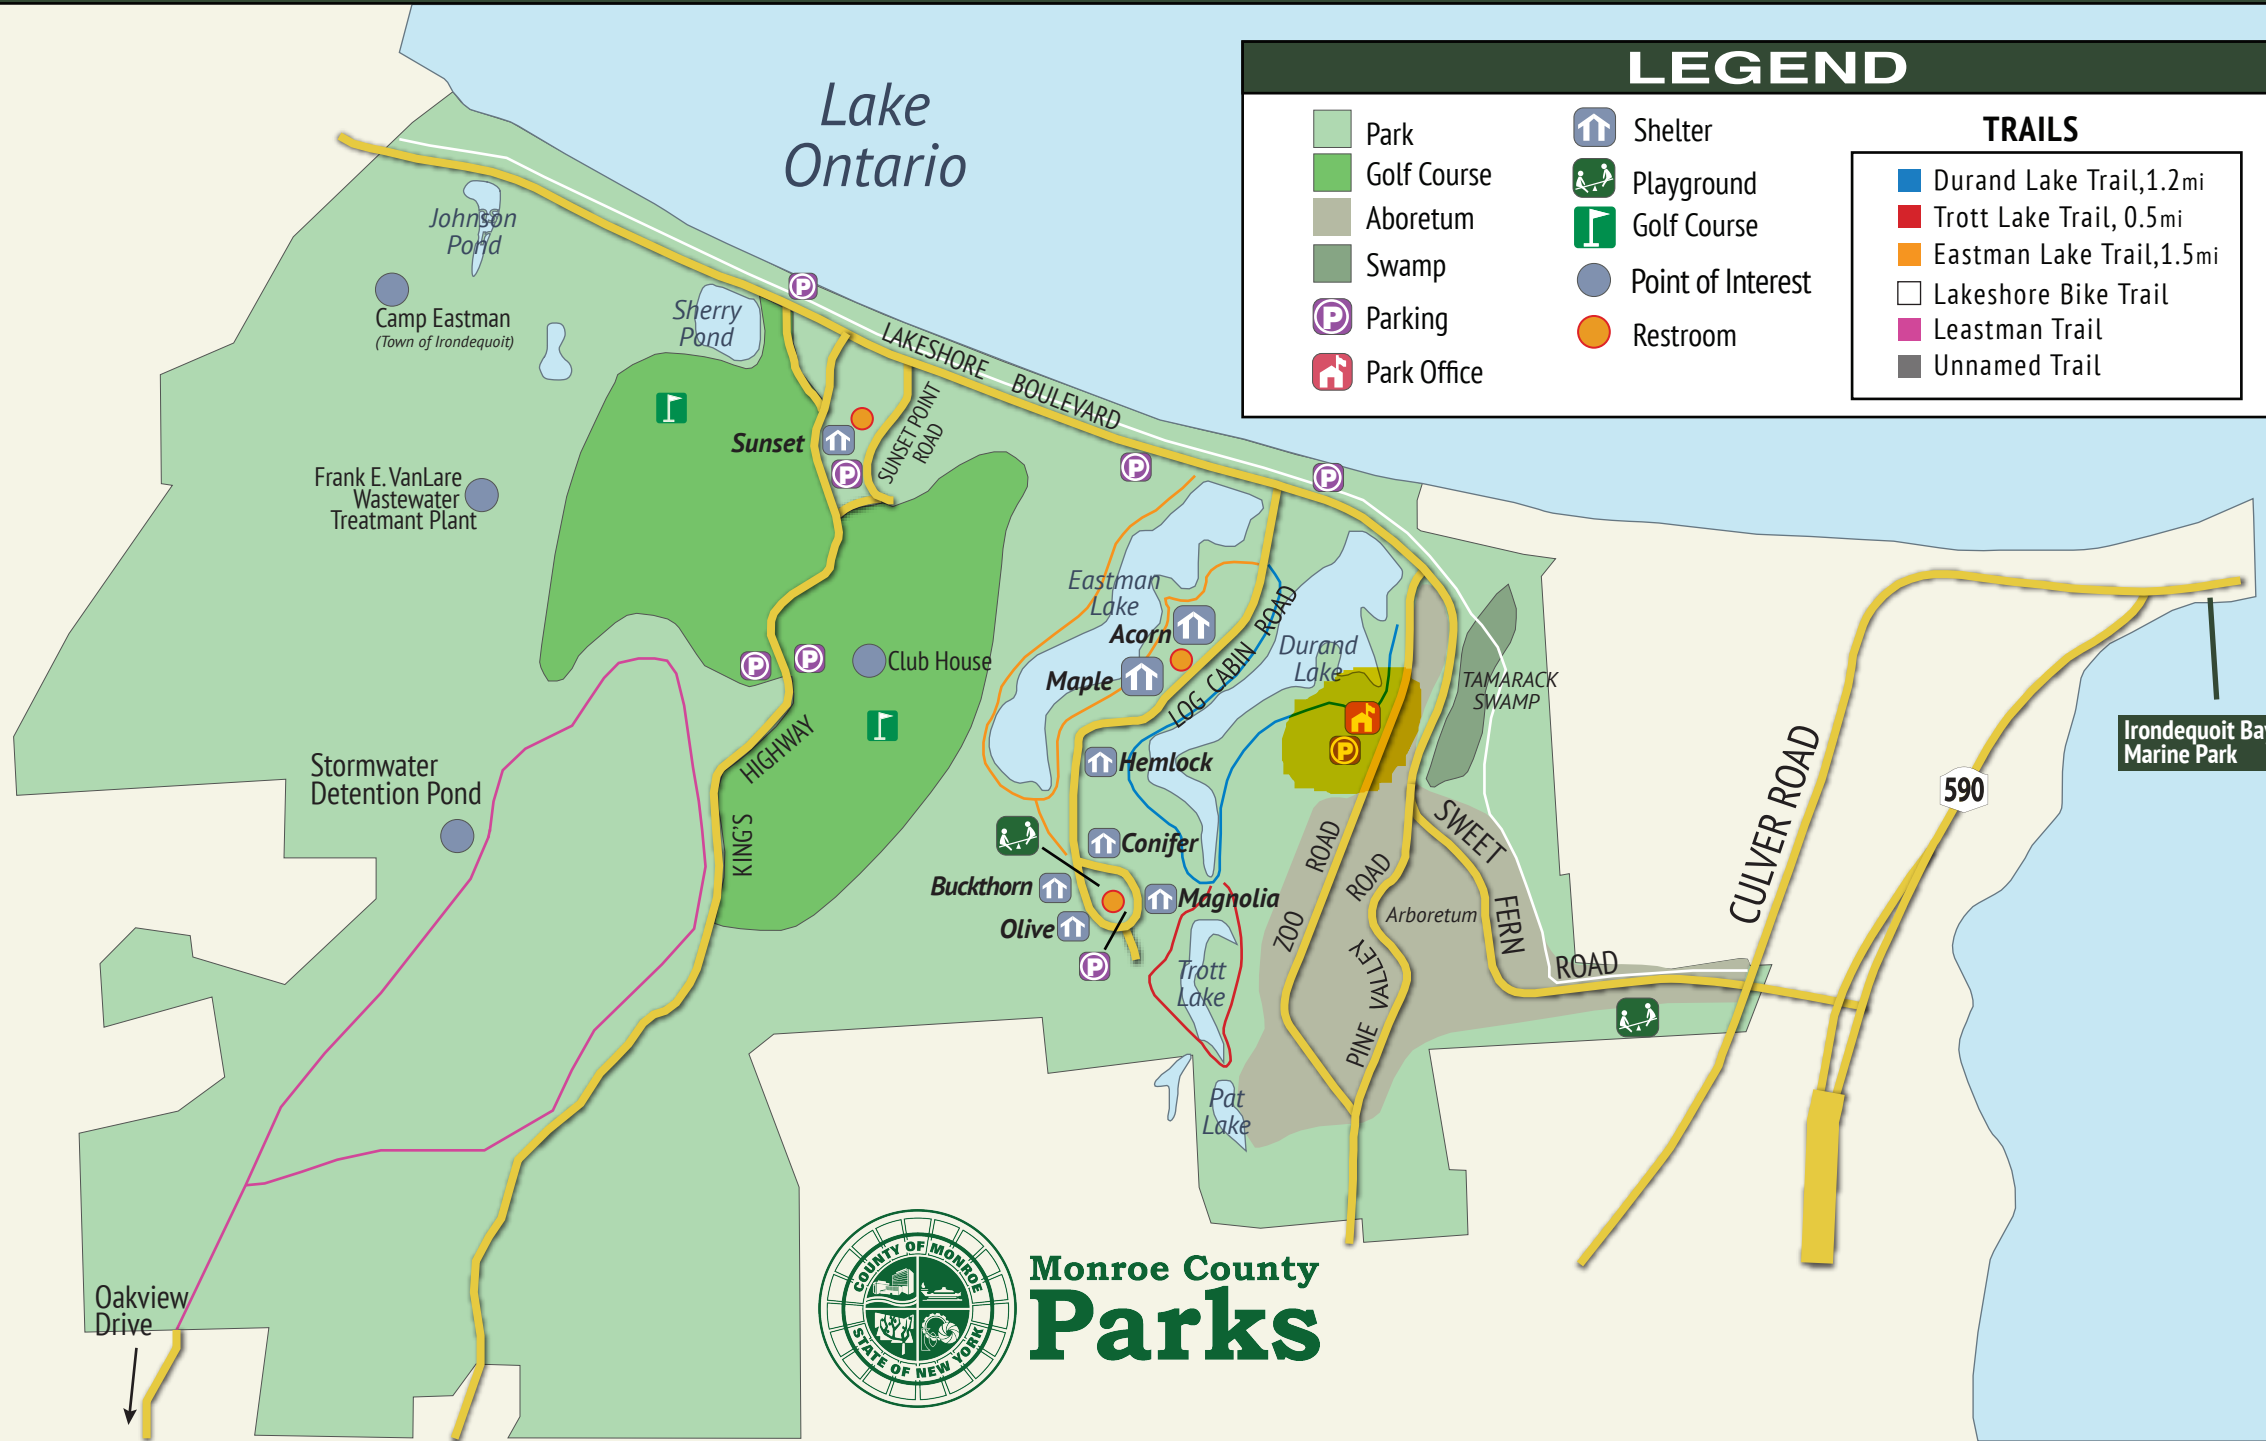 LEGEND
Park
Golf Course
Aboretum
Swamp
Parking
Park Office
Shelter
Playground
Golf Course
Point of Interest
Restroom
TRAILS
Durand Lake Trail,1.2mi
Trott Lake Trail, 0.5mi
Eastman Lake Trail,1.5mi
Lakeshore Bike Trail
Leastman Trail
Unnamed Trail
Lake
Ontario
Johnson
Pond
Camp Eastman
(Town of Irondequoit)
Sherry
Pond
LAKESHORE BOULEVARD
Sunset
SUNSET POINT
ROAD
Frank E. VanLare
Wastewater
Treatmant Plant
Eastman
Lake
Acorn
Maple
LOG CABIN ROAD
Durand
Lake
TAMARACK
SWAMP
Club House
Stormwater
Detention Pond
KING'S HIGHWAY
Hemlock
Conifer
Buckthorn
Magnolia
Olive
Trott
Lake
Pat
Lake
ZOO ROAD
PINE VALLEY ROAD
Arboretum
SWEET FERN ROAD
CULVER ROAD
590
Irondequoit Ba
Marine Park
Oakview
Drive
COUNTY OF MONROE
STATE OF NEW YORK
Monroe County
Parks
P
P
P
P
P
P
P
P
P